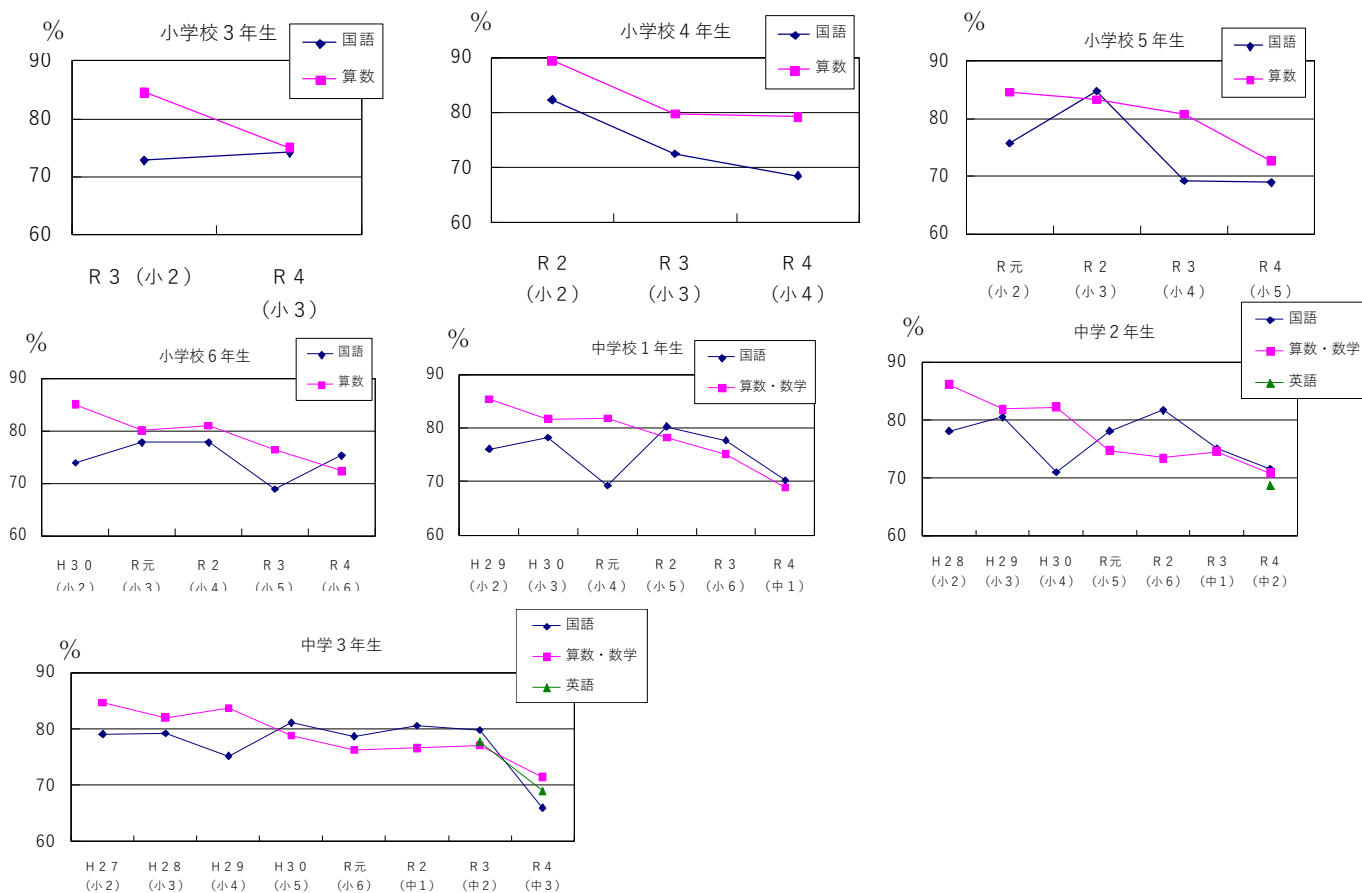 %
小学校３年生
国語
算数
90
80
70
60
Ｒ３（小２）
Ｒ４
（小３）
%
小学校４年生
国語
算数
90
80
70
60
Ｒ２
（小２）
Ｒ３
（小３）
Ｒ４
（小４）
%
小学校５年生
国語
算数
90
80
70
60
Ｒ元
（小２）
Ｒ２
（小３）
Ｒ３
（小４）
Ｒ４
（小５）
%
小学校６年生
国語
算数
90
80
70
60
Ｈ３０
（小２）
Ｒ元
（小３）
Ｒ２
（小４）
Ｒ３
（小５）
Ｒ４
（小６）
%
中学校１年生
国語
算数・数学
90
80
70
60
Ｈ２９
（小２）
Ｈ３０
（小３）
Ｒ元
（小４）
Ｒ２
（小５）
Ｒ３
（小６）
Ｒ４
（中１）
%
中学２年生
国語
算数・数学
英語
90
80
70
60
Ｈ２８
（小２）
Ｈ２９
（小３）
Ｈ３０
（小４）
Ｒ元
（小５）
Ｒ２
（小６）
Ｒ３
（中１）
Ｒ４
（中２）
%
中学３年生
国語
算数・数学
英語
90
80
70
60
Ｈ２７
（小２）
Ｈ２８
（小３）
Ｈ２９
（小４）
Ｈ３０
（小５）
Ｒ元
（小６）
Ｒ２
（中１）
Ｒ３
（中２）
Ｒ４
（中３）